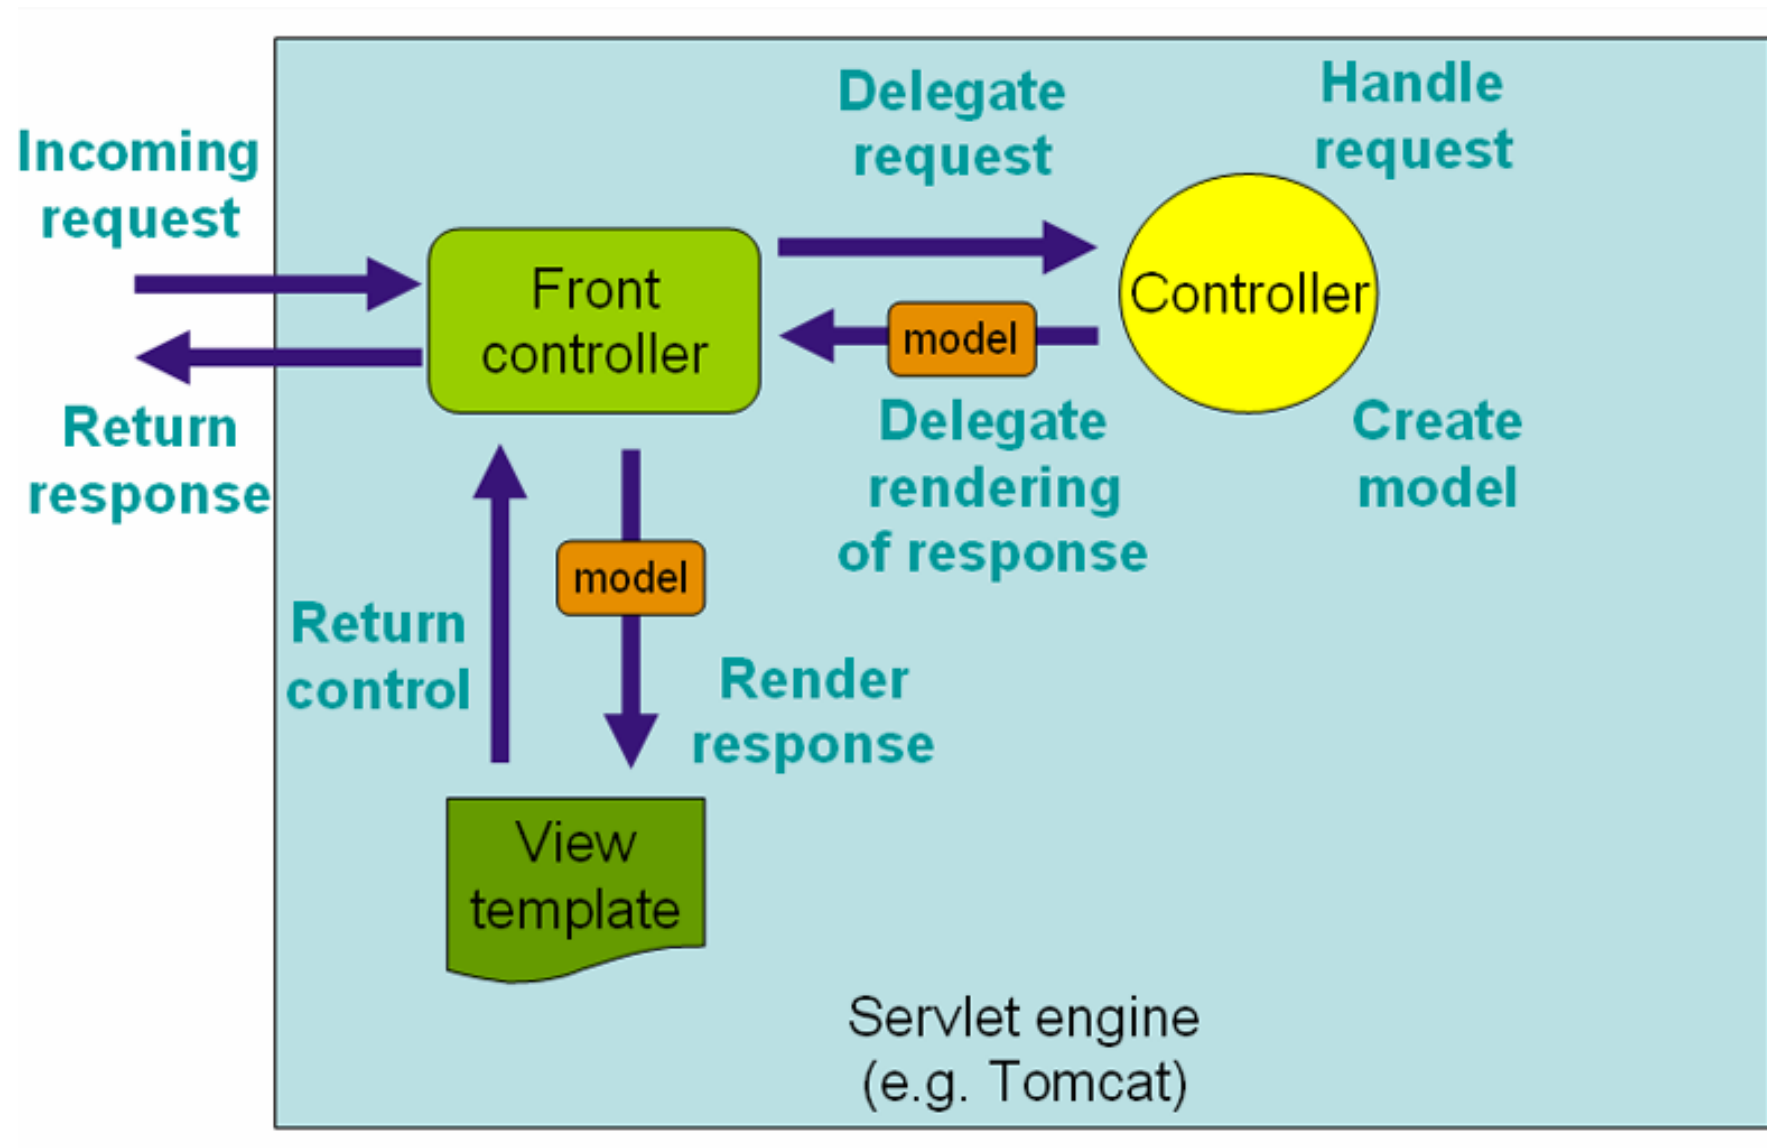 Incoming
request
Return
response
Delegate
request
Handle
request
Front
controller
Controller
model
Delegate
rendering
of response
Create
model
model
Return
control
Render
response
View
template
Servlet engine
(e.g. Tomcat)